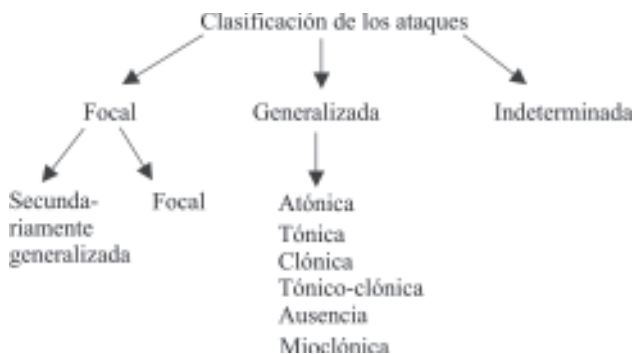 Clasificación de los ataques
Focal
Generalizada
Indeterminada
Secunda-
riamente
generalizada
Focal
Atónica
Tónica
Clónica
Tónico-clónica
Ausencia
Mioclónica